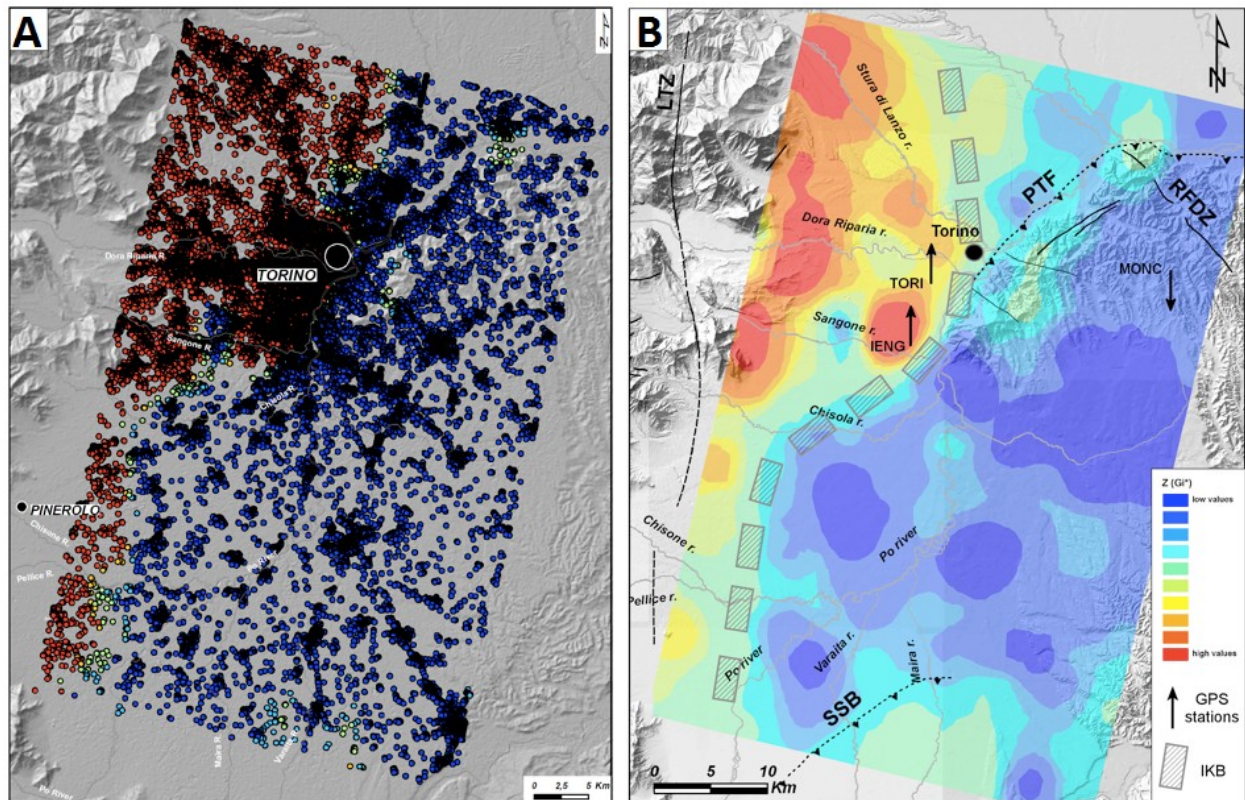 A
N
TORINO
Dora Riparia R.
Sangone R.
Chisola R.
PINEROLO
Chisone R.
Pellice R.
Po River
Maira R.
Varaita R.
Po River
0 2,5 5 Km
B
N
LTZ
Stura di Lanzo r.
PTF
RFDZ
Dora Riparia r.
Torino
TORI
MONC
Sangone r.
IENG
Chisola r.
Chisone r.
Po river
Pellice r.
Varaita r.
Maira r.
Po river
SSB
0 5 10
Km
Z (Gi*)
low values
high values
GPS
stations
IKB